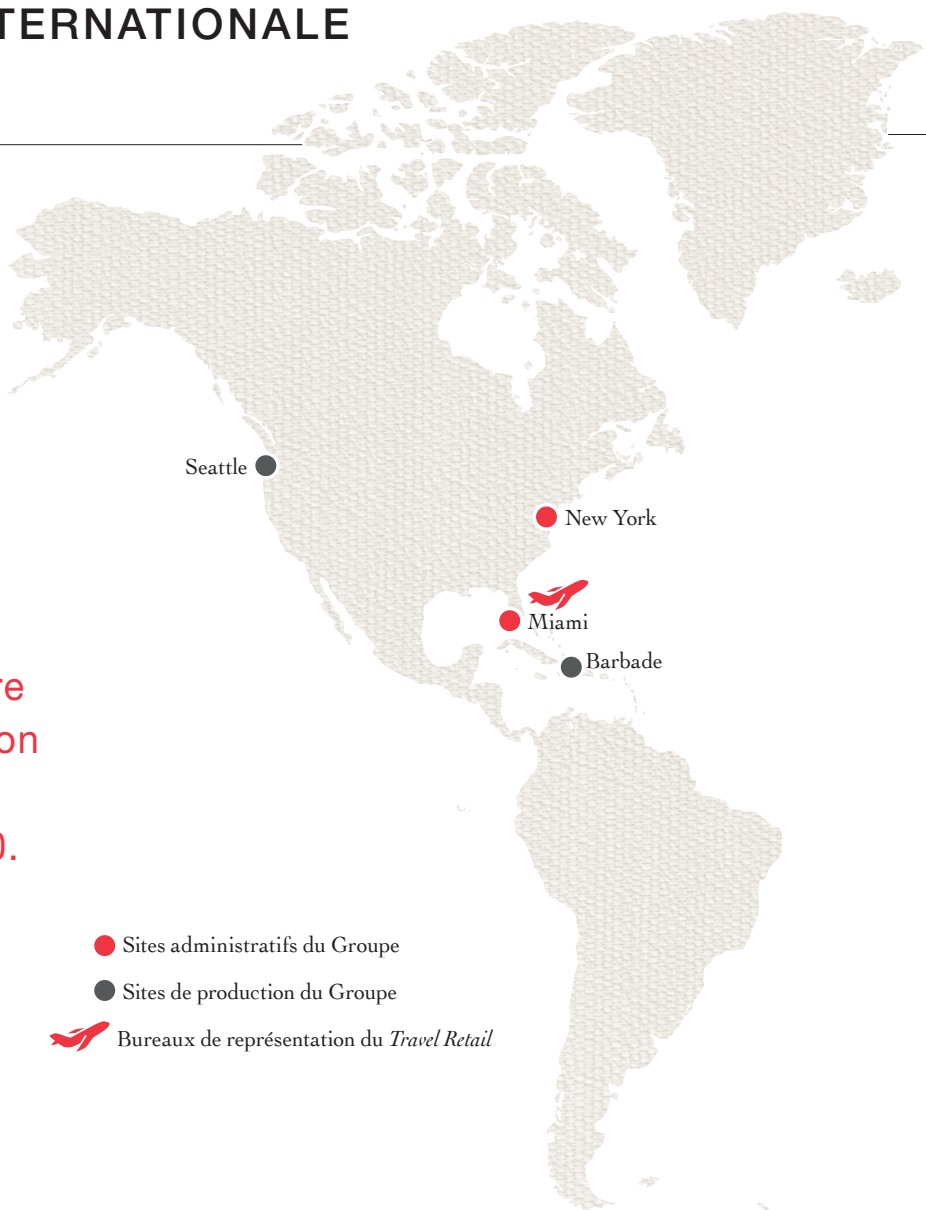 TERNATIONALE
Seattle
New York
Miami
Barbade
re
on
0.
Sites administratifs du Groupe
Sites de production du Groupe
Bureaux de représentation du Travel Retail